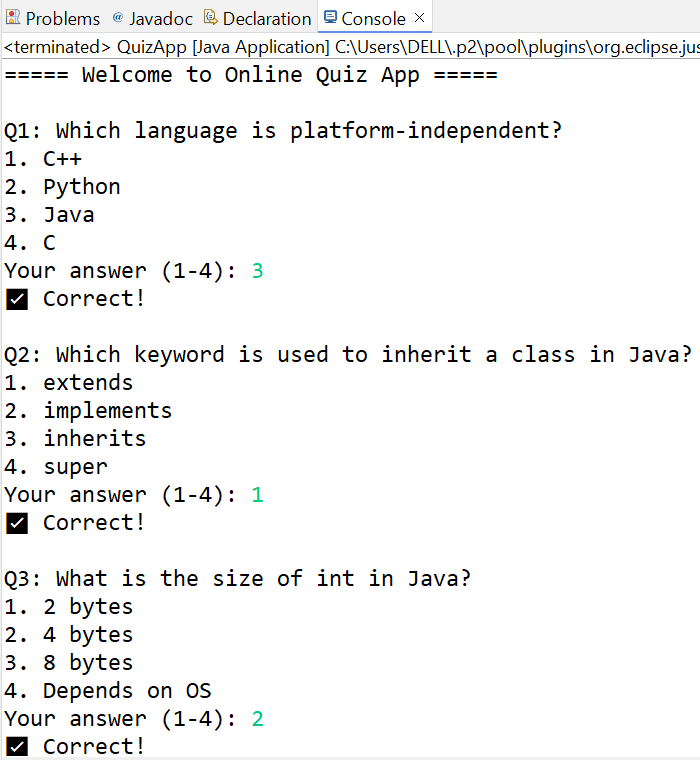 Problems @ Javadoc Declaration Console ×
<terminated> QuizApp [Java Application] C:\Users\DELL\.p2\pool\plugins\org.eclipse.jus
===== Welcome to Online Quiz App =====
Q1: Which language is platform-independent?
1. C++
2. Python
3. Java
4. C
Your answer (1-4): 3
✅ Correct!
Q2: Which keyword is used to inherit a class in Java?
1. extends
2. implements
3. inherits
4. super
Your answer (1-4): 1
✅ Correct!
Q3: What is the size of int in Java?
1. 2 bytes
2. 4 bytes
3. 8 bytes
4. Depends on OS
Your answer (1-4): 2
✅ Correct!